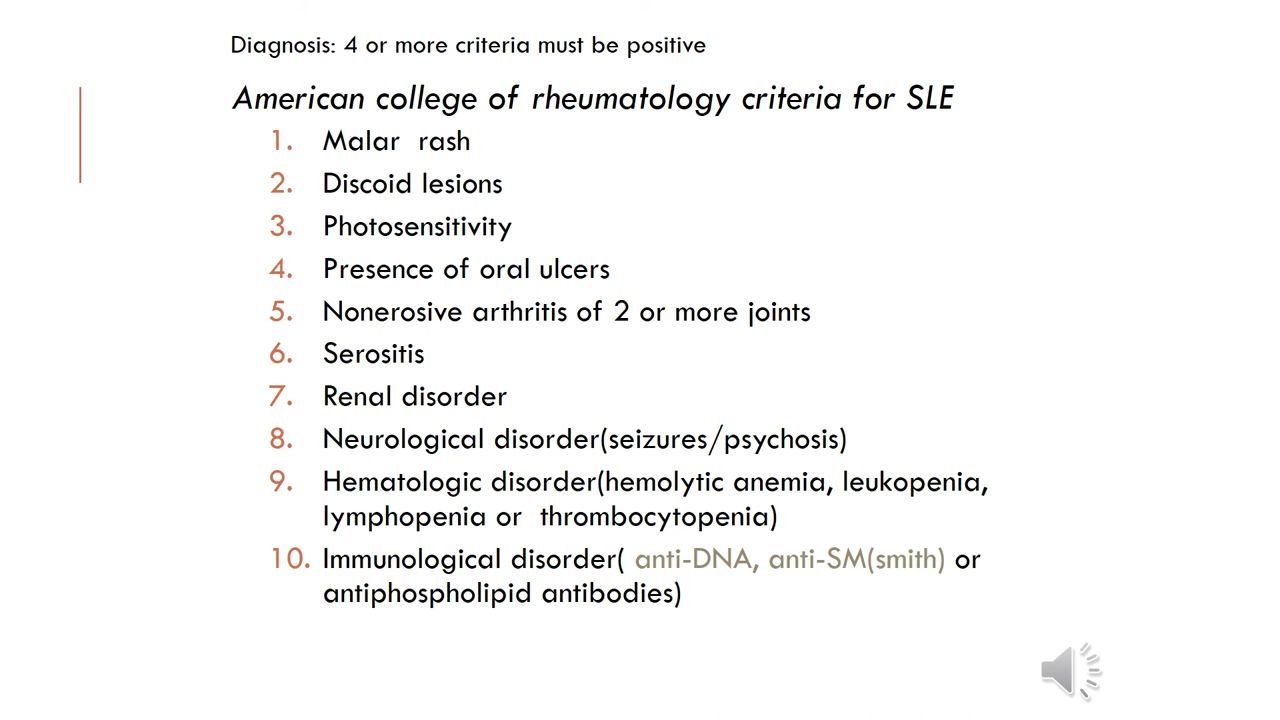 Diagnosis: 4 or more criteria must be positive
American college of rheumatology criteria for SLE
1. Malar rash
2. Discoid lesions
3. Photosensitivity
4. Presence of oral ulcers
5. Nonerosive arthritis of 2 or more joints
6. Serositis
7. Renal disorder
8. Neurological disorder(seizures/psychosis)
9. Hematologic disorder(hemolytic anemia, leukopenia,
lymphopenia or thrombocytopenia)
10. Immunological disorder( anti-DNA, anti-SM(smith) or
antiphospholipid antibodies)